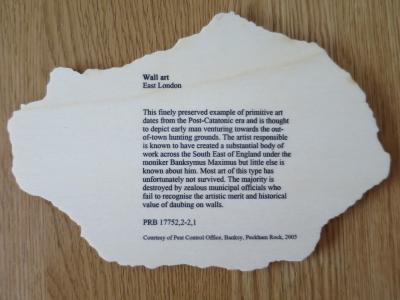 Wall art
East London
This finely preserved example of primitive art
dates from the Post-Catatonic era and is thought
to depict early man venturing towards the out-
of-town hunting grounds. The artist responsible
is known to have created a substantial body of
work across the South East of England under the
moniker Banksymus Maximus but little else is
known about him. Most art of this type has
unfortunately not survived. The majority is
destroyed by zealous municipal officials who
fail to recognise the artistic merit and historical
value of daubing on walls.
PRB 17752,2-2,1
Courtesy of Pest Control Office, Banksy, Peckham Rock, 2005